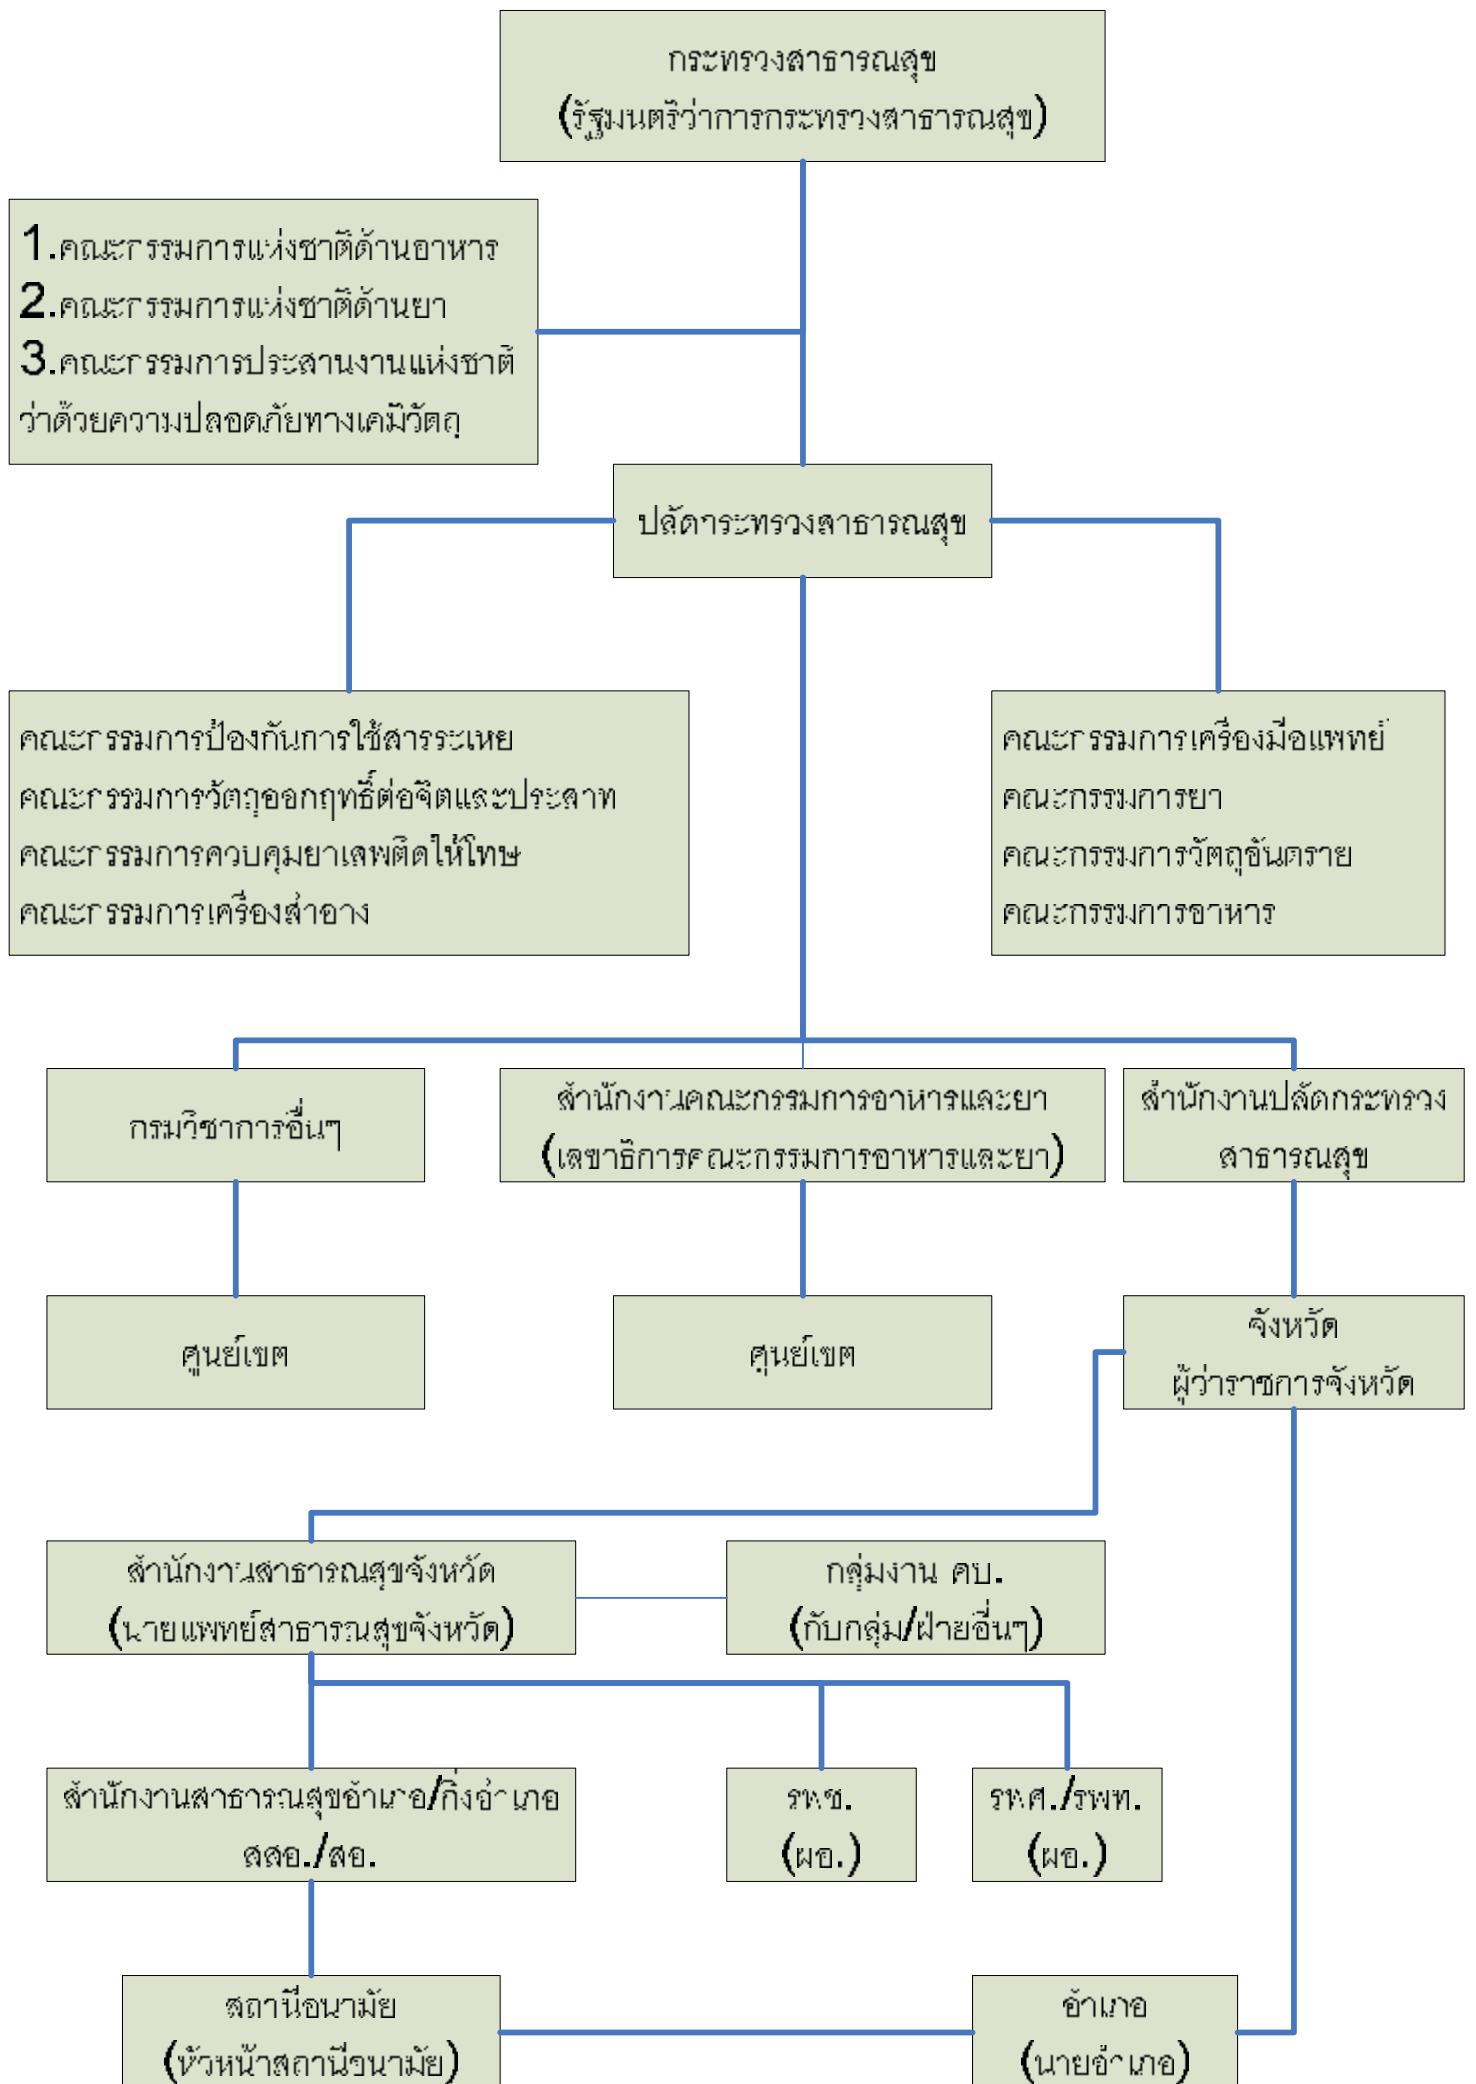 กระทรวงสาธารณสุข
(รัฐมนตรีว่าการกระทรวงสาธารณสุข)
1.คณะกรรมการแห่งชาติด้านอาหาร
2.คณะกรรมการแห่งชาติด้านยา
3.คณะกรรมการประสานงานแห่งชาติ
ว่าด้วยความปลอดภัยทางเคมีวัตถุ
ปลัดกระทรวงสาธารณสุข
คณะกรรมการป้องกันการใช้สารระเหย
คณะกรรมการวัตถุออกฤทธิ์ต่อจิตและประสาท
คณะกรรมการควบคุมยาเสพติดให้โทษ
คณะกรรมการเครื่องสำอาง
คณะกรรมการเครื่องมือแพทย์
คณะกรรมการยา
คณะกรรมการวัตถุอันตราย
คณะกรรมการอาหาร
กรมวิชาการอื่นๆ
สำนักงานคณะกรรมการอาหารและยา
(เลขาธิการคณะกรรมการอาหารและยา)
สำนักงานปลัดกระทรวง
สาธารณสุข
ศูนย์เขต
ศูนย์เขต
จังหวัด
ผู้ว่าราชการจังหวัด
สำนักงานสาธารณสุขจังหวัด
(นายแพทย์สาธารณสุขจังหวัด)
กลุ่มงาน คบ.
(กับกลุ่ม/ฝ่ายอื่นๆ)
สำนักงานสาธารณสุขอำเภอ/กิ่งอำเภอ
สสอ./สอ.
รพช.
(ผอ.)
รพศ./รพท.
(ผอ.)
สถานีอนามัย
(หัวหน้าสถานีอนามัย)
อำเภอ
(นายอำเภอ)